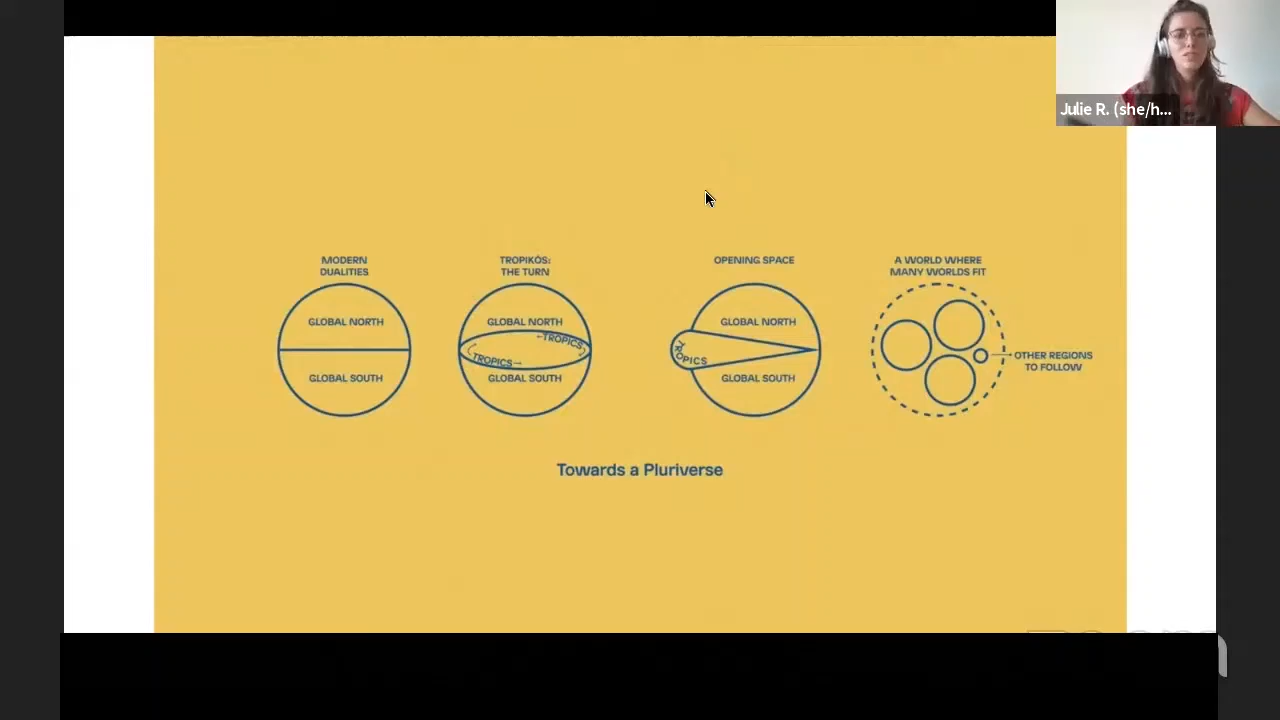 Julie R. (she/h...
MODERN
DUALITIES
GLOBAL NORTH
GLOBAL SOUTH
TROPIKÓS:
THE TURN
GLOBAL NORTH
←TROPICS
TROPICS→
GLOBAL SOUTH
OPENING SPACE
GLOBAL NORTH
TROPICS
GLOBAL SOUTH
A WORLD WHERE
MANY WORLDS FIT
OTHER REGIONS
TO FOLLOW
Towards a Pluriverse